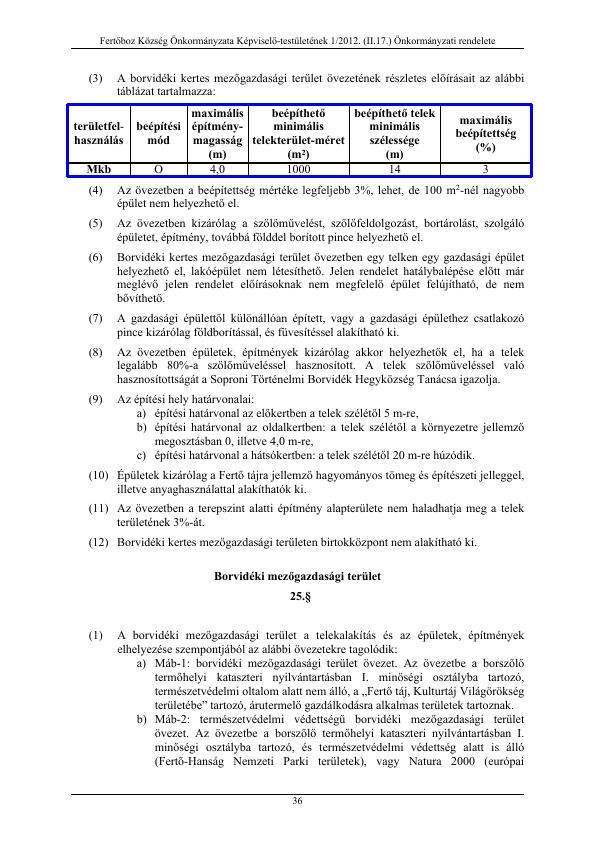 Fertőboz Község Önkormányzata Képviselő-testületének 1/2012. (II.17.) Önkormányzati rendelete
(3) A borvidéki kertes mezőgazdasági terület övezetének részletes előírásait az alábbi
táblázat tartalmazza:
területfel-
használás
beépítési
mód
maximális
építmény-
magasság
(m)
beépíthető
minimális
telekterület-méret
(m²)
beépíthető telek
minimális
szélessége
(m)
maximális
beépítettség
(%)
Mkb O 4,0 1000 14 3
(4) Az övezetben a beépítettség mértéke legfeljebb 3%, lehet, de 100 m²-nél nagyobb
épület nem helyezhető el.
(5) Az övezetben kizárólag a szőlőművelést, szőlőfeldolgozást, bortárolást, szolgáló
épületet, építmény, továbbá földdel borított pince helyezhető el.
(6) Borvidéki kertes mezőgazdasági terület övezetben egy telken egy gazdasági épület
helyezhető el, lakóépület nem létesíthető. Jelen rendelet hatálybalépése előtt már
meglévő jelen rendelet előírásoknak nem megfelelő épület felújítható, de nem
bővíthető.
(7) A gazdasági épülettől különállóan épített, vagy a gazdasági épülethez csatlakozó
pince kizárólag földborítással, és füvesítéssel alakítható ki.
(8) Az övezetben épületek, építmények kizárólag akkor helyezhetők el, ha a telek
legalább 80%-a szőlőműveléssel hasznosított. A telek szőlőműveléssel való
hasznosítottságát a Soproni Történelmi Borvidék Hegyközség Tanácsa igazolja.
(9) Az építési hely határvonalai:
a) építési határvonal az előkertben a telek szélétől 5 m-re,
b) építési határvonal az oldalkertben: a telek szélétől a környezetre jellemző
megosztásban 0, illetve 4,0 m-re,
c) építési határvonal a hátsókertben: a telek szélétől 20 m-re húzódik.
(10) Épületek kizárólag a Fertő tájra jellemző hagyományos tömeg és építészeti jelleggel,
illetve anyaghasználattal alakíthatók ki.
(11) Az övezetben a terepszint alatti építmény alapterülete nem haladhatja meg a telek
területének 3%-át.
(12) Borvidéki kertes mezőgazdasági területen birtokközpont nem alakítható ki.
Borvidéki mezőgazdasági terület
25.§
(1) A borvidéki mezőgazdasági terület a telekalakítás és az épületek, építmények
elhelyezése szempontjából az alábbi övezetekre tagolódik:
a) Máb-1: borvidéki mezőgazdasági terület övezet. Az övezetbe a borszőlő
termőhelyi kataszteri nyilvántartásban I. minőségi osztályba tartozó,
természetvédelmi oltalom alatt nem álló, a „Fertő táj, Kultúrtáj Világörökség
területébe” tartozó, árutermelő gazdálkodásra alkalmas területek tartoznak.
b) Máb-2: természetvédelmi védettségű borvidéki mezőgazdasági terület
övezet. Az övezetbe a borszőlő termőhelyi kataszteri nyilvántartásban I.
minőségi osztályba tartozó, és természetvédelmi védettség alatt is álló
(Fertő-Hanság Nemzeti Parki területek), vagy Natura 2000 (európai
36